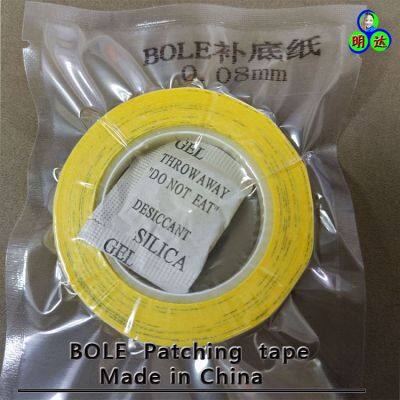 BOLE补底纸
0.08mm
明 达
GEL
THROWAWAY
"DO NOT EAT"
DESICCANT
SILICA
GEL
BOLE Patching tape
Made in China